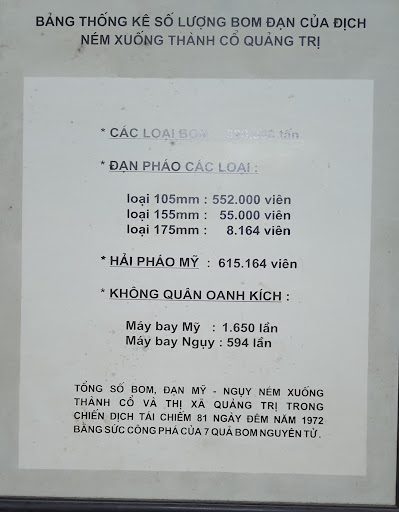 BẢNG THỐNG KÊ SỐ LƯỢNG BOM ĐẠN CỦA ĐỊCH
NÉM XUỐNG THÀNH CỔ QUẢNG TRỊ
* CÁC LOẠI BOM tấn
* ĐẠN PHÁO CÁC LOẠI :
loại 105mm : 552.000 viên
loại 155mm : 55.000 viên
loại 175mm : 8.164 viên
* HẢI PHÁO MỸ : 615.164 viên
* KHÔNG QUÂN OANH KÍCH :
Máy bay Mỹ : 1.650 lần
Máy bay Ngụy : 594 lần
TỔNG SỐ BOM, ĐẠN MỸ - NGỤY NÉM XUỐNG
THÀNH CỔ VÀ THỊ XÃ QUẢNG TRỊ TRONG
CHIẾN DỊCH TÁI CHIẾM 81 NGÀY ĐÊM NĂM 1972
BẰNG SỨC CÔNG PHÁ CỦA 7 QUẢ BOM NGUYÊN TỬ.